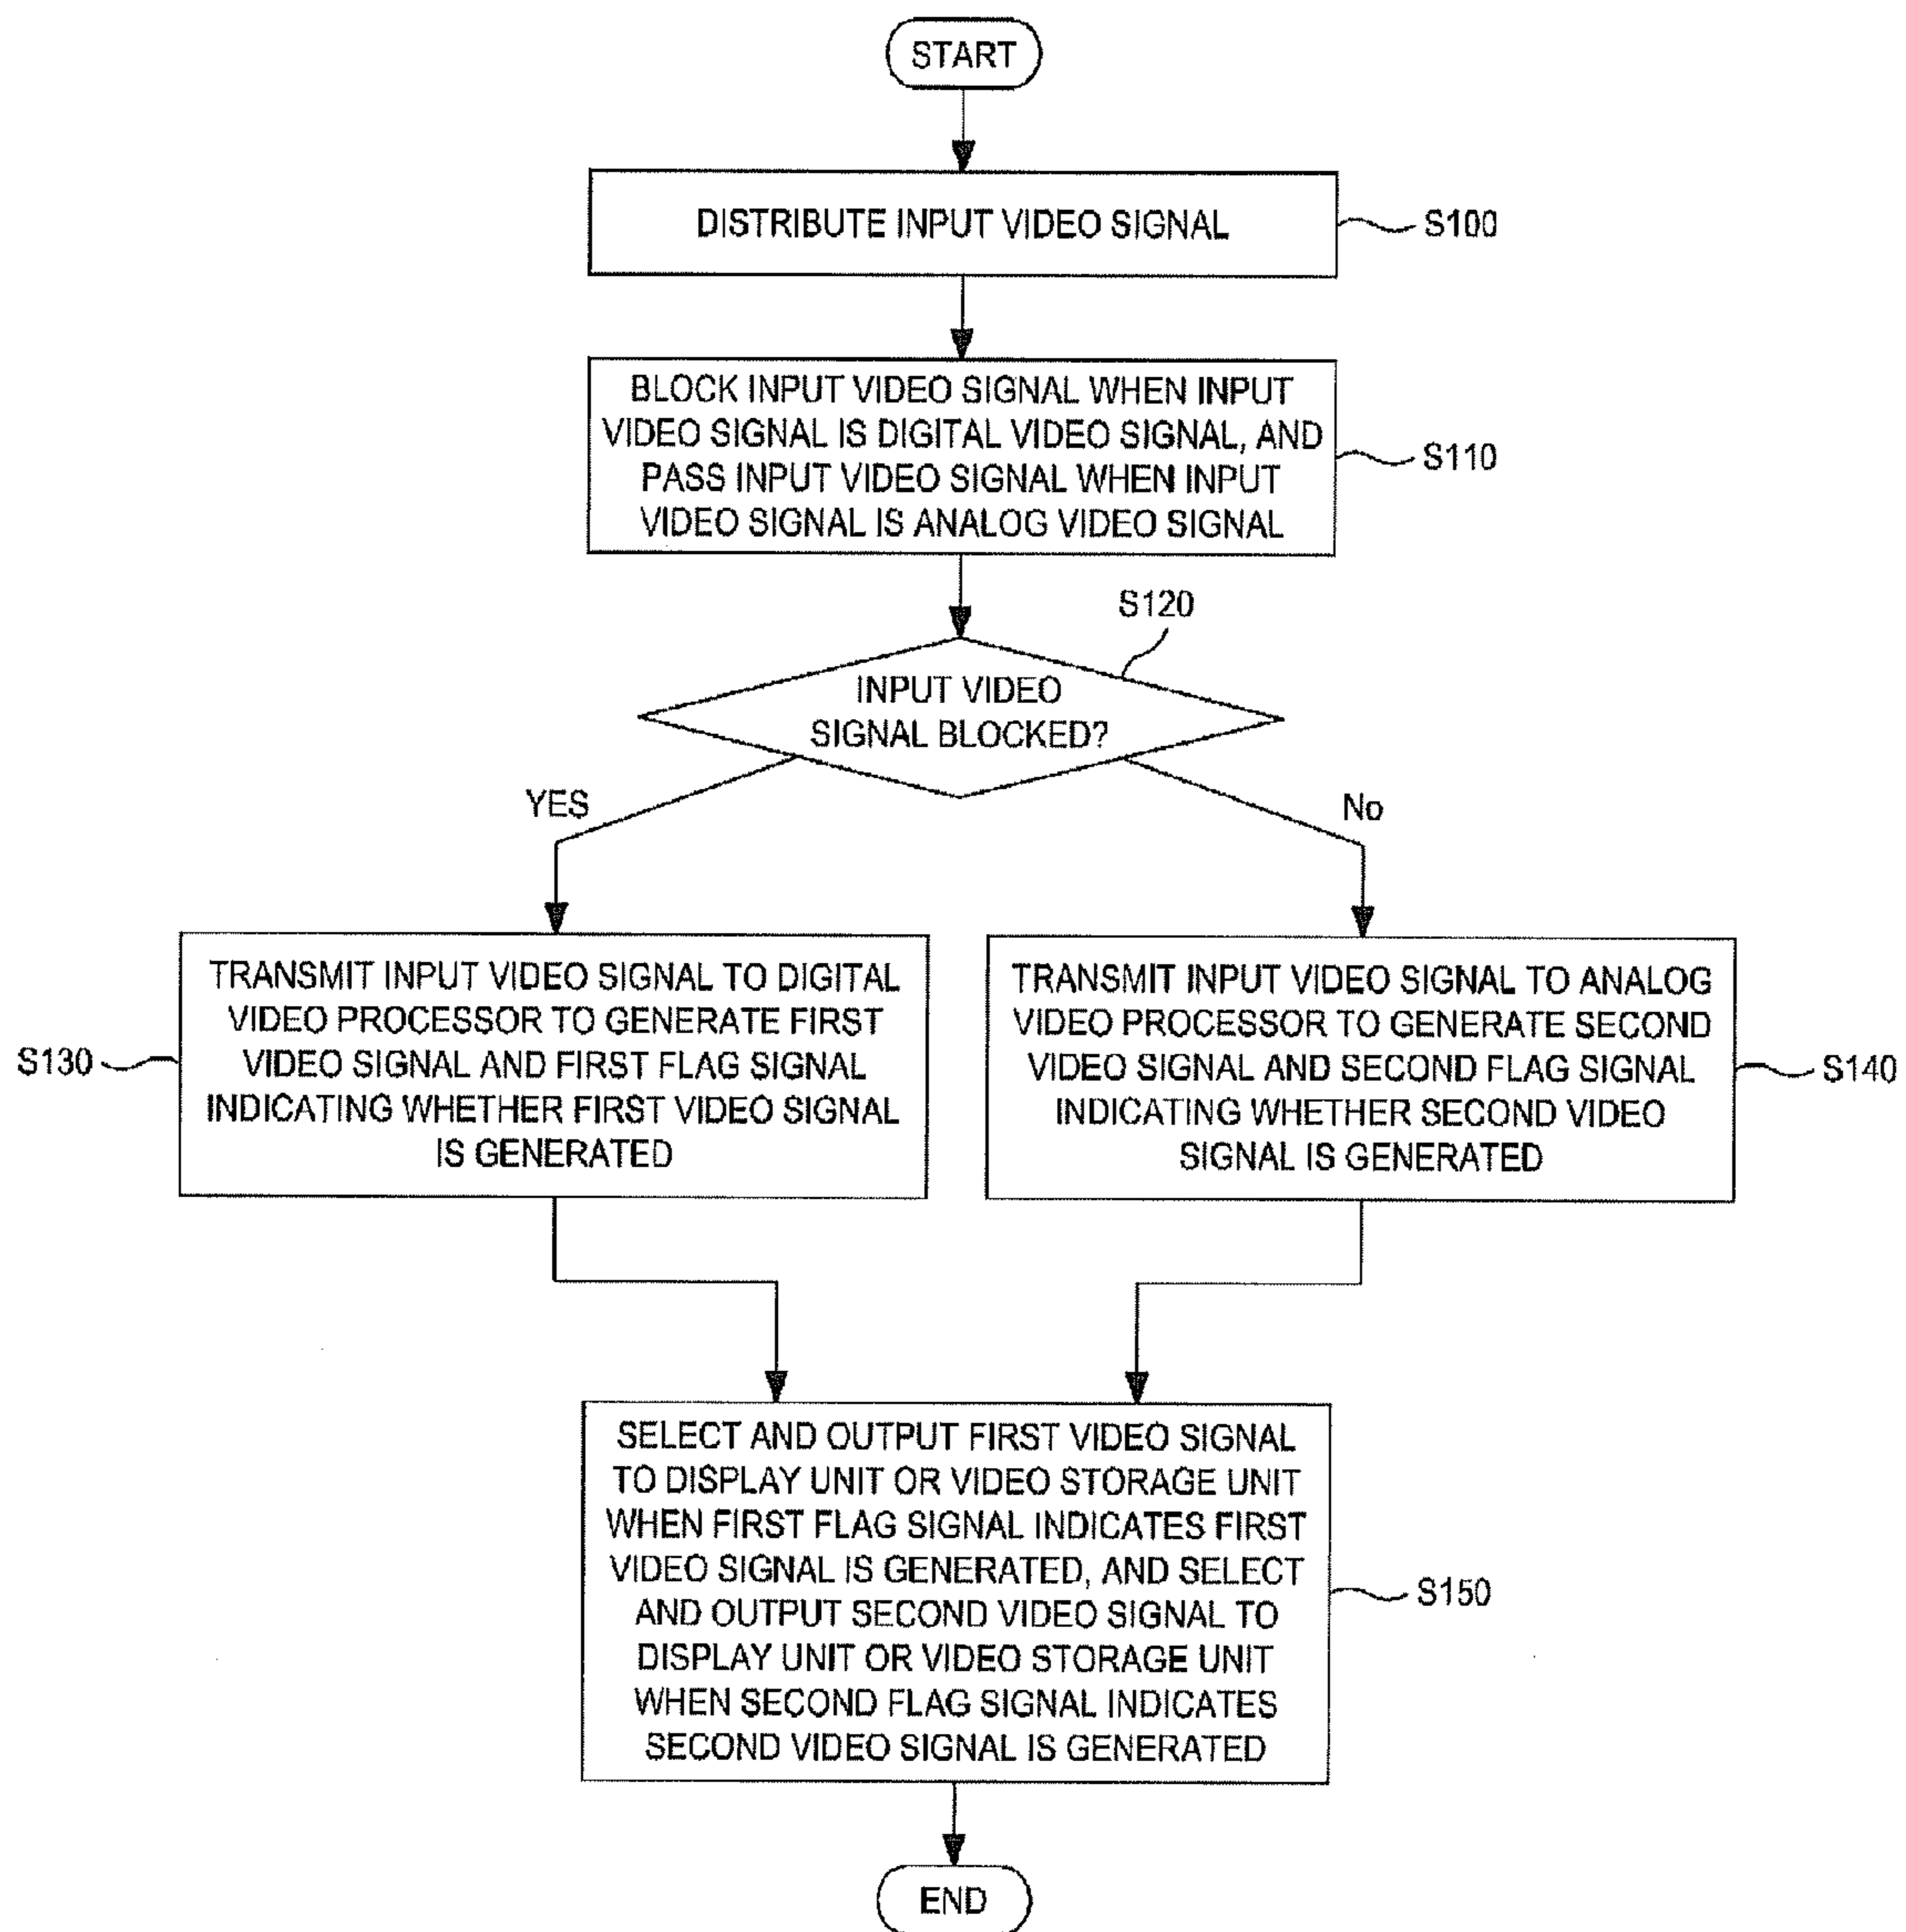 START
DISTRIBUTE INPUT VIDEO SIGNAL
S100
BLOCK INPUT VIDEO SIGNAL WHEN INPUT
VIDEO SIGNAL IS DIGITAL VIDEO SIGNAL, AND
PASS INPUT VIDEO SIGNAL WHEN INPUT
VIDEO SIGNAL IS ANALOG VIDEO SIGNAL
S110
S120
INPUT VIDEO
SIGNAL BLOCKED?
YES
No
S130
TRANSMIT INPUT VIDEO SIGNAL TO DIGITAL
VIDEO PROCESSOR TO GENERATE FIRST
VIDEO SIGNAL AND FIRST FLAG SIGNAL
INDICATING WHETHER FIRST VIDEO SIGNAL
IS GENERATED
TRANSMIT INPUT VIDEO SIGNAL TO ANALOG
VIDEO PROCESSOR TO GENERATE SECOND
VIDEO SIGNAL AND SECOND FLAG SIGNAL
INDICATING WHETHER SECOND VIDEO
SIGNAL IS GENERATED
S140
SELECT AND OUTPUT FIRST VIDEO SIGNAL
TO DISPLAY UNIT OR VIDEO STORAGE UNIT
WHEN FIRST FLAG SIGNAL INDICATES FIRST
VIDEO SIGNAL IS GENERATED, AND SELECT
AND OUTPUT SECOND VIDEO SIGNAL TO
DISPLAY UNIT OR VIDEO STORAGE UNIT
WHEN SECOND FLAG SIGNAL INDICATES
SECOND VIDEO SIGNAL IS GENERATED
S150
END